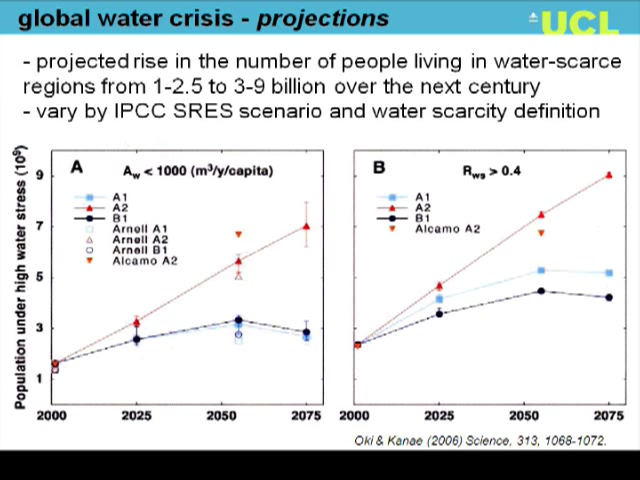 global water crisis - projections
UCL
- projected rise in the number of people living in water-scarce
regions from 1-2.5 to 3-9 billion over the next century
- vary by IPCC SRES scenario and water scarcity definition
Population under high water stress (10⁹)
9
7
5
3
1
A
A_w < 1000 (m³/y/capita)
A1
A2
B1
Arnell A1
Arnell A2
Arnell B1
Alcamo A2
2000 2025 2050 2075
B
R_ws > 0.4
A1
A2
B1
Alcamo A2
2000 2025 2050 2075
Oki & Kanae (2006) Science, 313, 1068-1072.